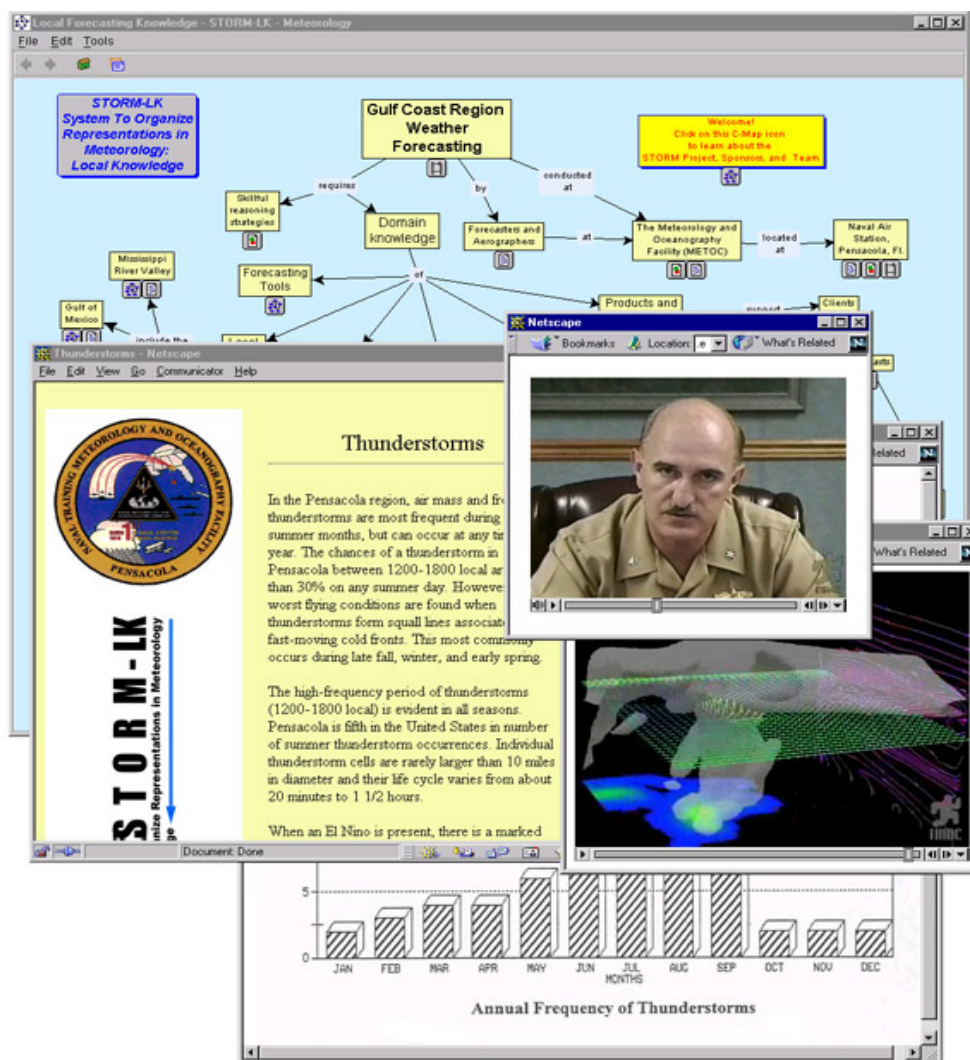 Local Forecasting Knowledge - STORM-LK - Meteorology
File Edit Tools
STORM-LK
System To Organize
Representations in
Meteorology:
Local Knowledge
Gulf Coast Region
Weather
Forecasting
Welcome!
Click on this C-Map icon
to learn about the
STORM Project, Sponsors, and Team
requires
by
conducted
at
Skillful
reasoning
strategies
Domain
knowledge
Forecasters and
Aerographers
at
The Meteorology and
Oceanography
Facility (METOC)
located
at
Naval Air
Station,
Pensacola, Fl.
Mississippi
River Valley
Forecasting
Tools
of
Gulf of
Mexico
include the
Local
Products and
support
Clients
Netscape
Bookmarks Location: What's Related
Thunderstorms - Netscape
File Edit View Go Communicator Help
NAVAL TRAINING METEOROLOGY AND OCEANOGRAPHY FACILITY
PENSACOLA
STORM-LK
nize Representations in Meteorology
Thunderstorms
In the Pensacola region, air mass and
thunderstorms are most frequent during
summer months, but can occur at any
year. The chances of a thunderstorm in
Pensacola between 1200-1800 local
than 30% on any summer day. However
worst flying conditions are found when
thunderstorms form squall lines
fast-moving cold fronts. This most commonly
occurs during late fall, winter, and early spring.
The high-frequency period of thunderstorms
(1200-1800 local) is evident in all seasons.
Pensacola is fifth in the United States in number
of summer thunderstorm occurrences. Individual
thunderstorm cells are rarely larger than 10 miles
in diameter and their life cycle varies from about
20 minutes to 1 1/2 hours.
When an El Nino is present, there is a marked
Document: Done
elated
What's Related
IHMC
5
0
JAN FEB MAR APR MAY JUN JUL AUG SEP OCT NOV DEC
MONTHS
Annual Frequency of Thunderstorms